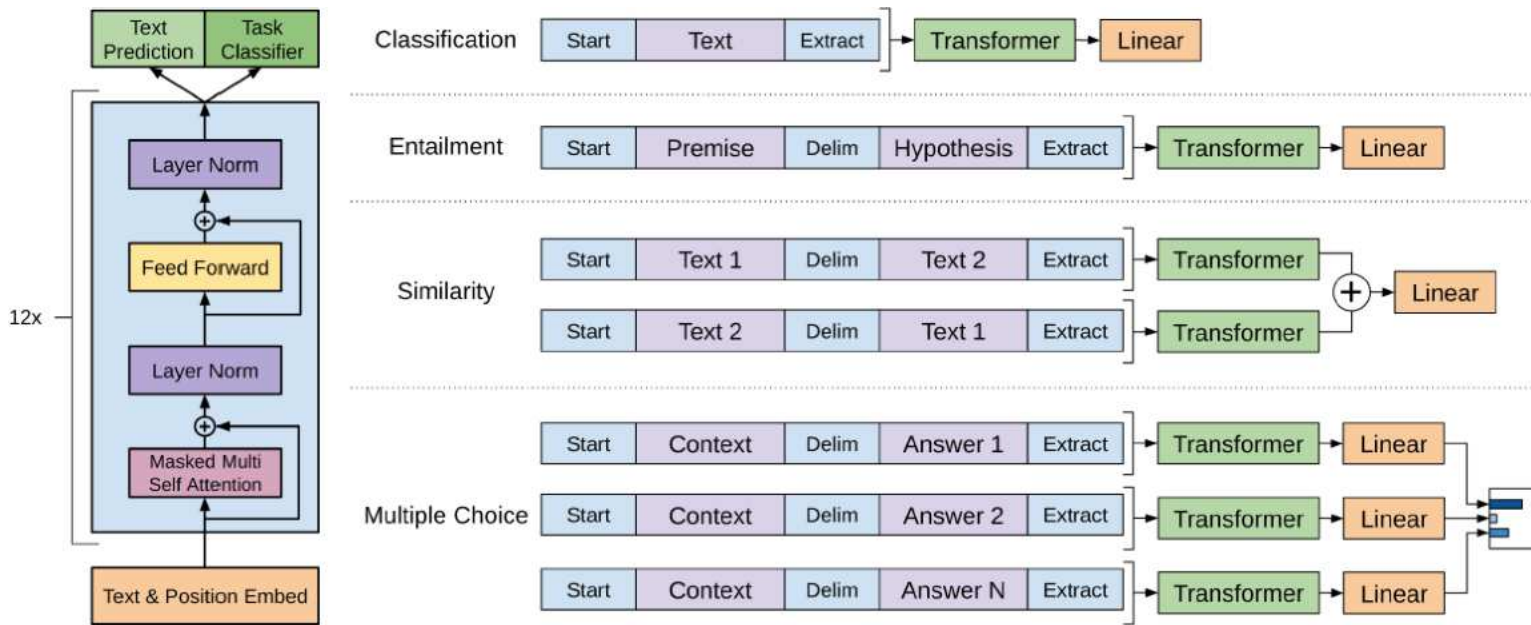 Text
Prediction
Task
Classifier
12x
Layer Norm
Feed Forward
Layer Norm
Masked Multi
Self Attention
Text & Position Embed
Classification
Start Text Extract Transformer Linear
Entailment
Start Premise Delim Hypothesis Extract Transformer Linear
Similarity
Start Text 1 Delim Text 2 Extract Transformer
+ Linear
Start Text 2 Delim Text 1 Extract Transformer
Multiple Choice
Start Context Delim Answer 1 Extract Transformer Linear
Start Context Delim Answer 2 Extract Transformer Linear
Start Context Delim Answer N Extract Transformer Linear